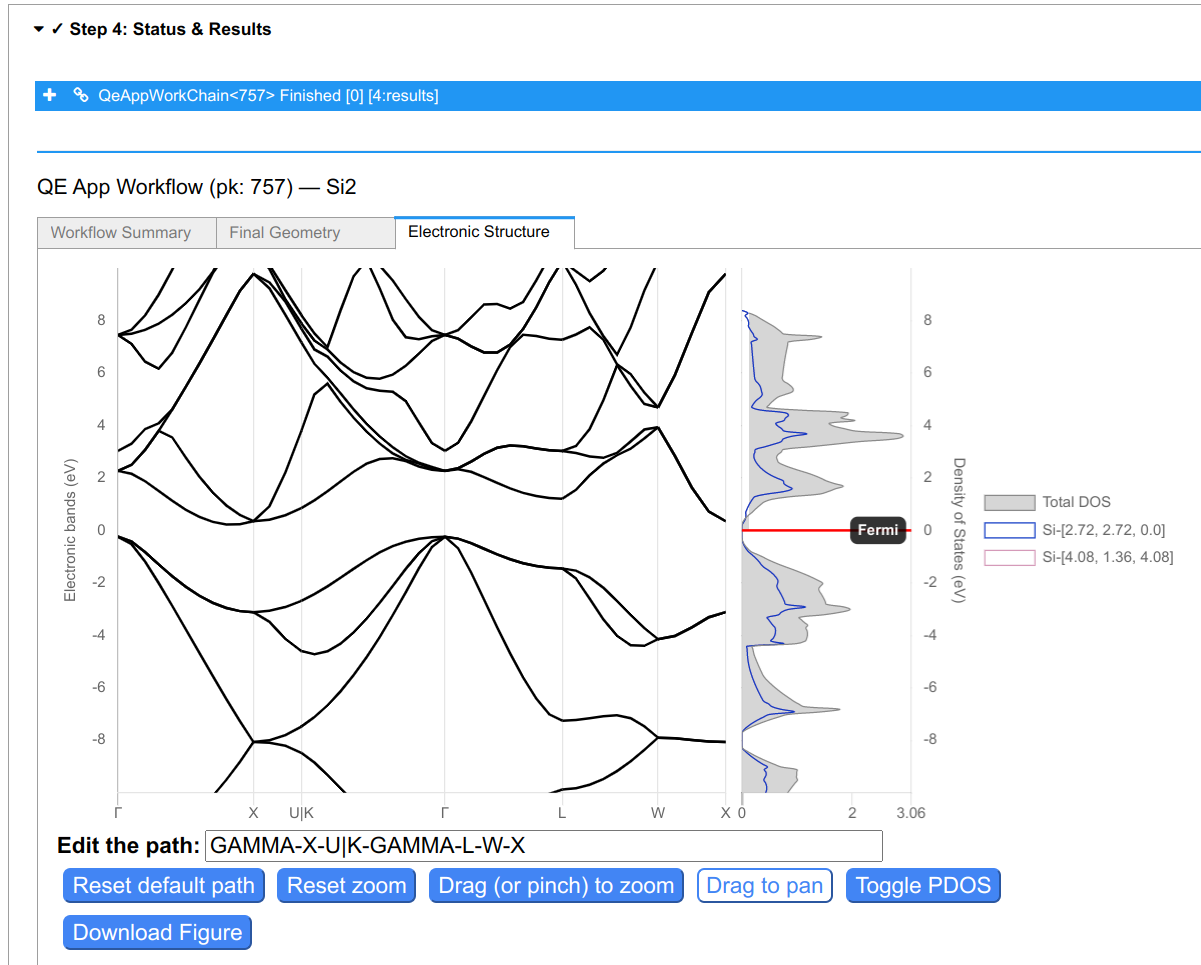 ✓ Step 4: Status & Results
QeAppWorkChain<757> Finished [0] [4:results]
QE App Workflow (pk: 757) — Si2
Workflow Summary
Final Geometry
Electronic Structure
Electronic bands (eV)
8
6
4
2
0
-2
-4
-6
-8
Γ X U|K Γ L W X
0 2 3.06
Fermi
8
6
4
2
0
-2
-4
-6
-8
Density of States (eV)
Total DOS
Si-[2.72, 2.72, 0.0]
Si-[4.08, 1.36, 4.08]
Edit the path: GAMMA-X-U|K-GAMMA-L-W-X
Reset default path
Reset zoom
Drag (or pinch) to zoom
Drag to pan
Toggle PDOS
Download Figure